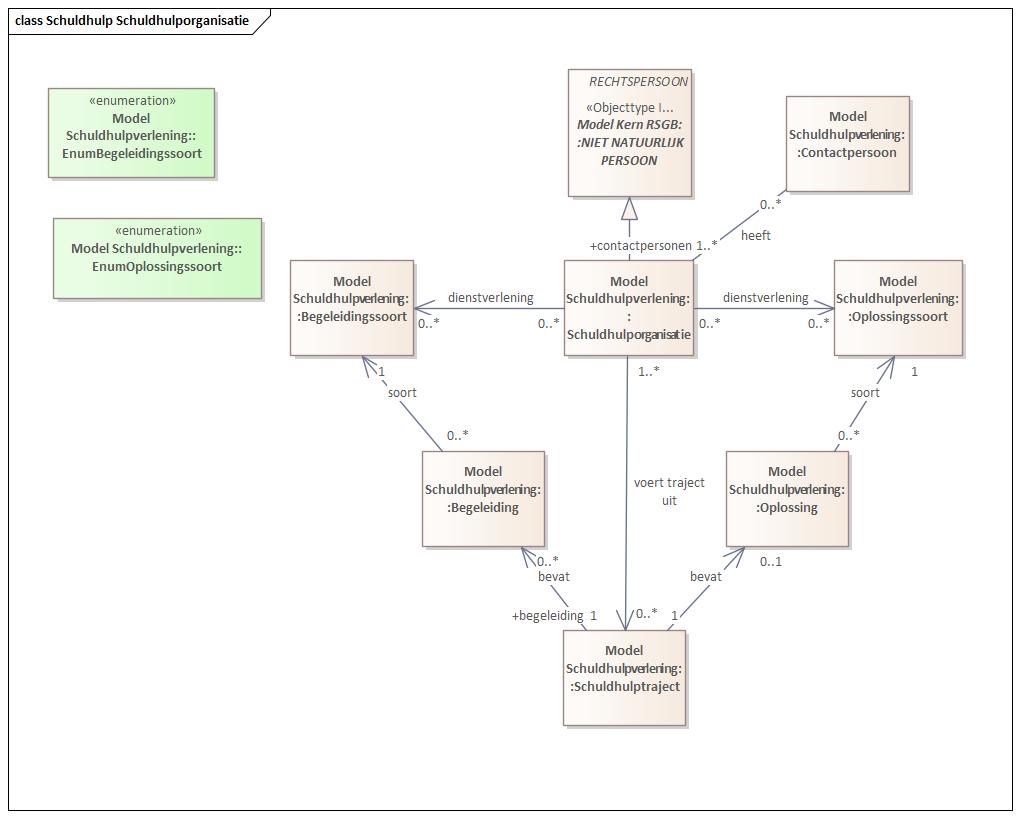 class Schuldhulp Schuldhulporganisatie
«enumeration»
Model
Schuldhulpverlening::
EnumBegeleidingssoort
«enumeration»
Model Schuldhulpverlening::
EnumOplossingssoort
RECHTSPERSOON
«Objecttype I...
Model Kern RSGB:
:NIET NATUURLIJK
PERSOON
Model
Schuldhulpverlening:
:Contactpersoon
0..*
heeft
+contactpersonen 1..*
Model
Schuldhulpverlening:
:Begeleidingssoort
dienstverlening
0..*
0..*
Model
Schuldhulpverlening:
:
Schuldhulporganisatie
dienstverlening
0..*
0..*
Model
Schuldhulpverlening:
:Oplossingssoort
1
soort
0..*
1..*
1
soort
0..*
Model
Schuldhulpverlening:
:Begeleiding
voert traject
uit
Model
Schuldhulpverlening:
:Oplossing
0..*
bevat
+begeleiding 1
0..*
0..1
bevat
1
Model
Schuldhulpverlening:
:Schuldhulptraject